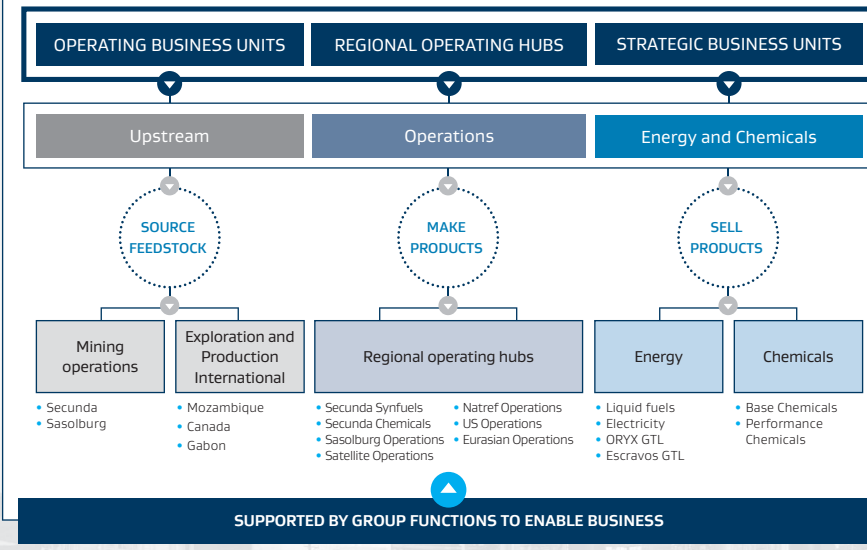 OPERATING BUSINESS UNITS
REGIONAL OPERATING HUBS
STRATEGIC BUSINESS UNITS
Upstream
Operations
Energy and Chemicals
SOURCE
FEEDSTOCK
MAKE
PRODUCTS
SELL
PRODUCTS
Mining
operations
Exploration and
Production
International
Regional operating hubs
Energy
Chemicals
• Secunda
• Sasolburg
• Mozambique
• Canada
• Gabon
• Secunda Synfuels
• Secunda Chemicals
• Sasolburg Operations
• Satellite Operations
• Natref Operations
• US Operations
• Eurasian Operations
• Liquid fuels
• Electricity
• ORYX GTL
• Escravos GTL
• Base Chemicals
• Performance
Chemicals
SUPPORTED BY GROUP FUNCTIONS TO ENABLE BUSINESS